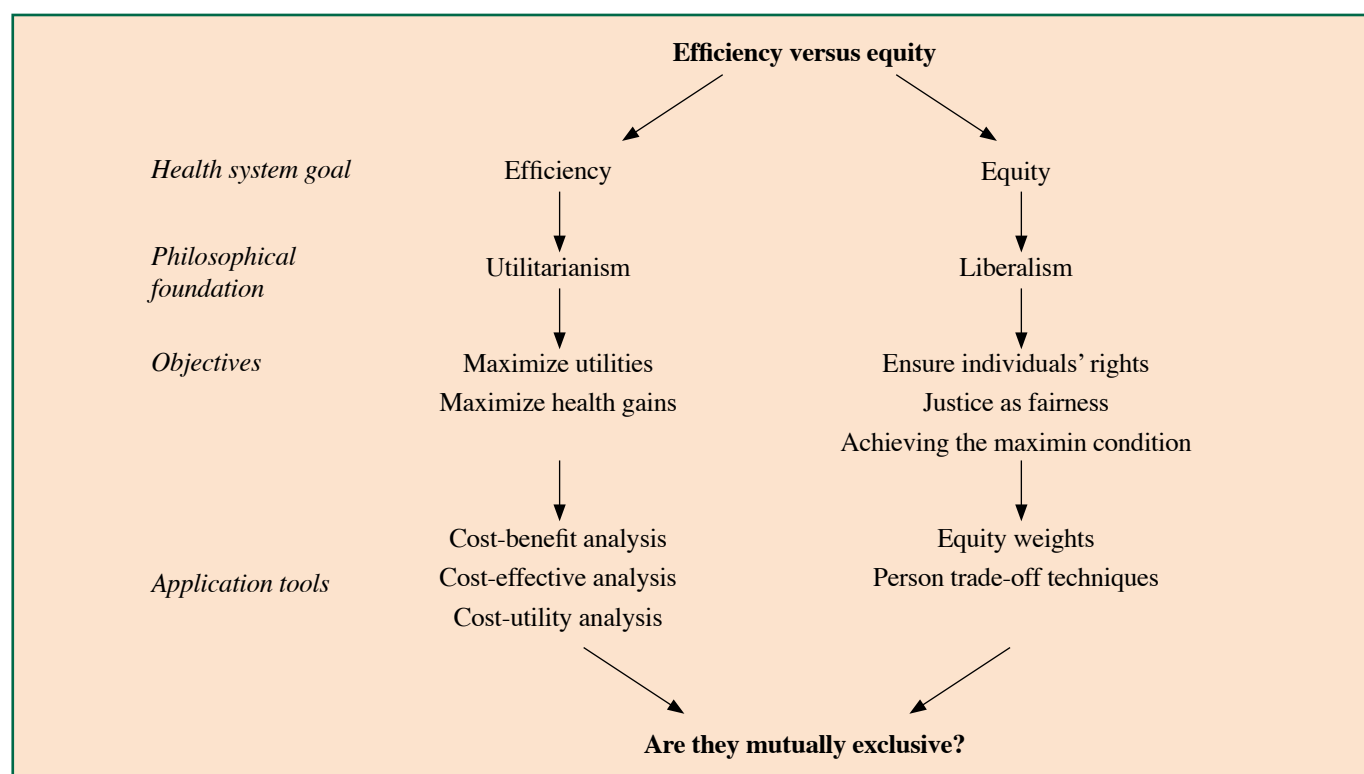 Efficiency versus equity
Health system goal
Efficiency
Equity
Philosophical
foundation
Utilitarianism
Liberalism
Objectives
Maximize utilities
Maximize health gains
Ensure individuals’ rights
Justice as fairness
Achieving the maximin condition
Application tools
Cost-benefit analysis
Cost-effective analysis
Cost-utility analysis
Equity weights
Person trade-off techniques
Are they mutually exclusive?